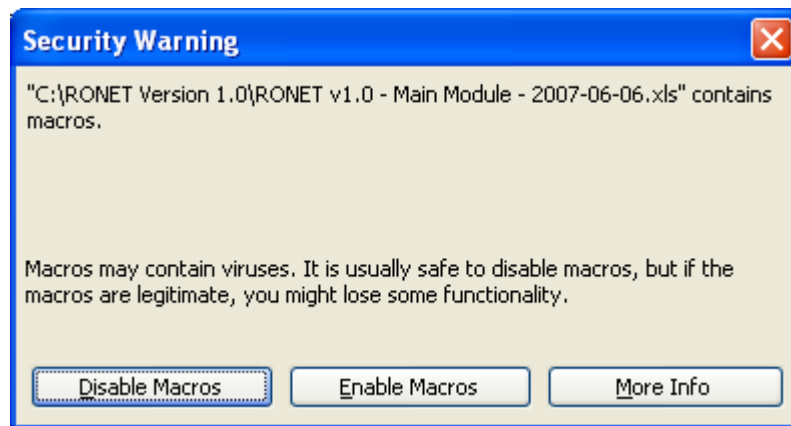 Security Warning
"C:\RONET Version 1.0\RONET v1.0 - Main Module - 2007-06-06.xls" contains
macros.
Macros may contain viruses. It is usually safe to disable macros, but if the
macros are legitimate, you might lose some functionality.
Disable Macros
Enable Macros
More Info